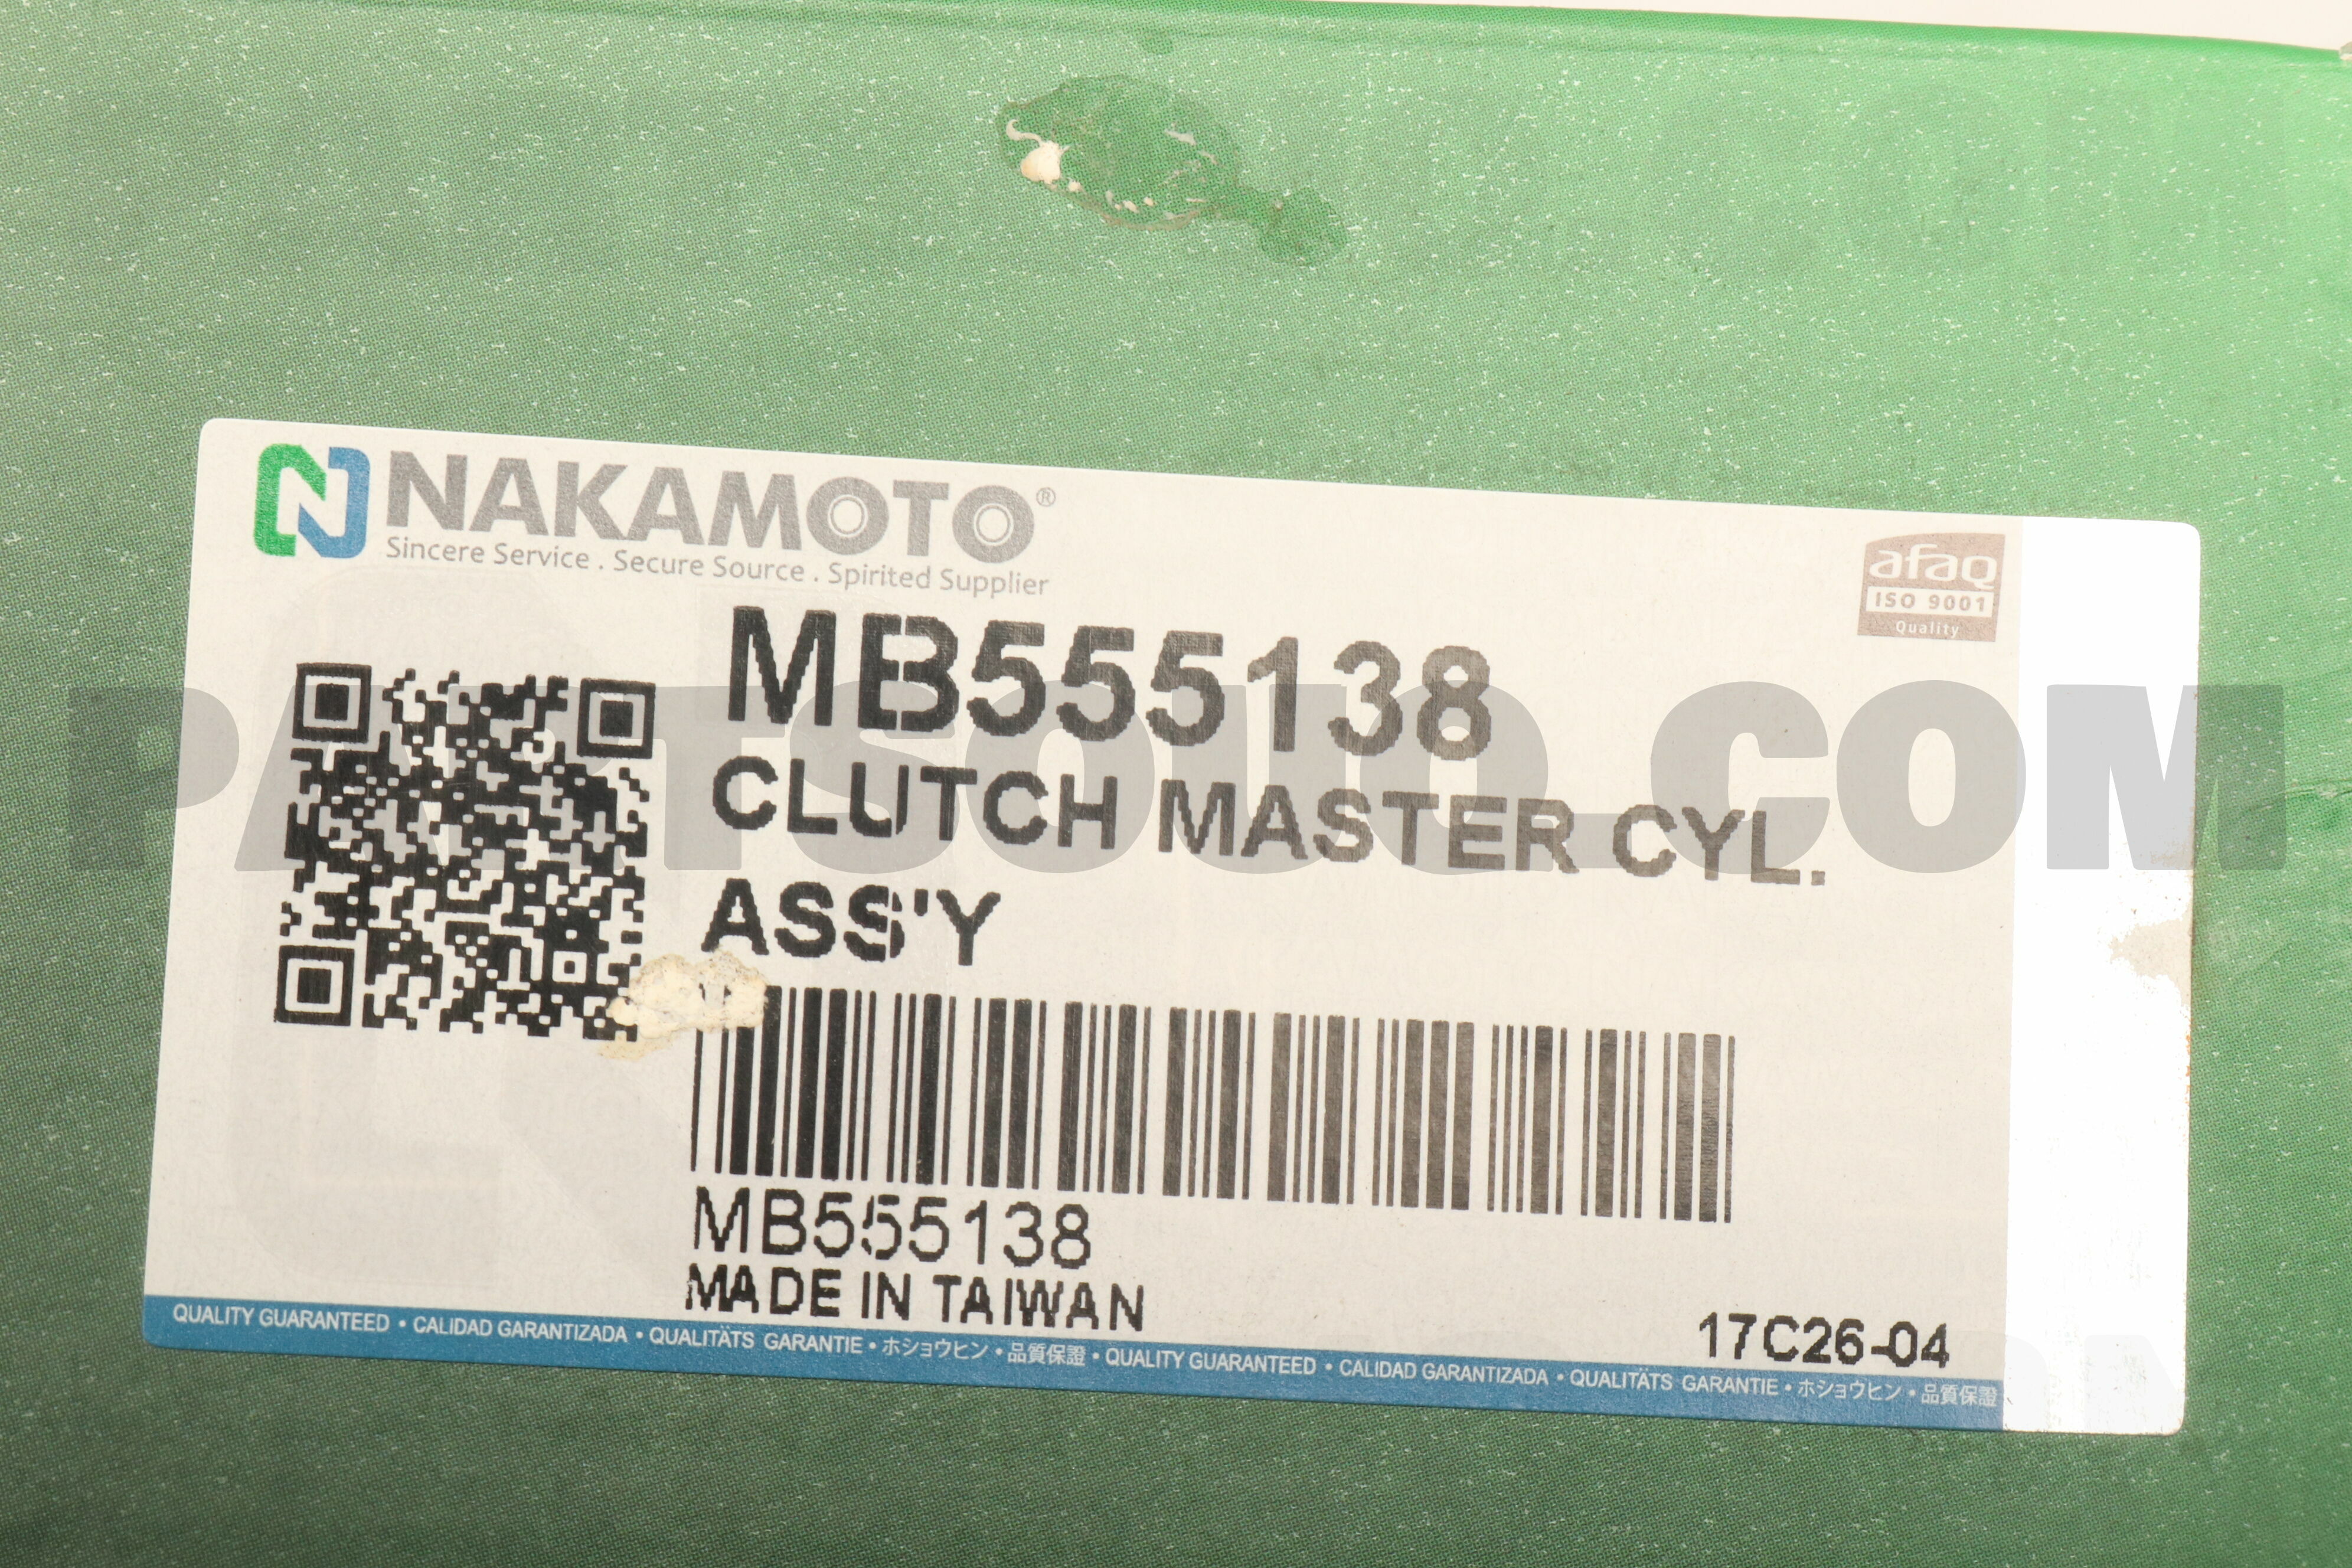 NAKAMOTO®
Sincere Service . Secure Source . Spirited Supplier
afaq
ISO 9001
Quality
MB555138
PARTSOUQ.COM
CLUTCH MASTER CYL.
ASS'Y
MB555138
MADE IN TAIWAN
17C26-04
QUALITY GUARANTEED • CALIDAD GARANTIZADA • QUALITÄTS GARANTIE • ホショウヒン • 品質保證 • QUALITY GUARANTEED • CALIDAD GARANTIZADA • QUALITÄTS GARANTIE • ホショウヒン • 品質保證